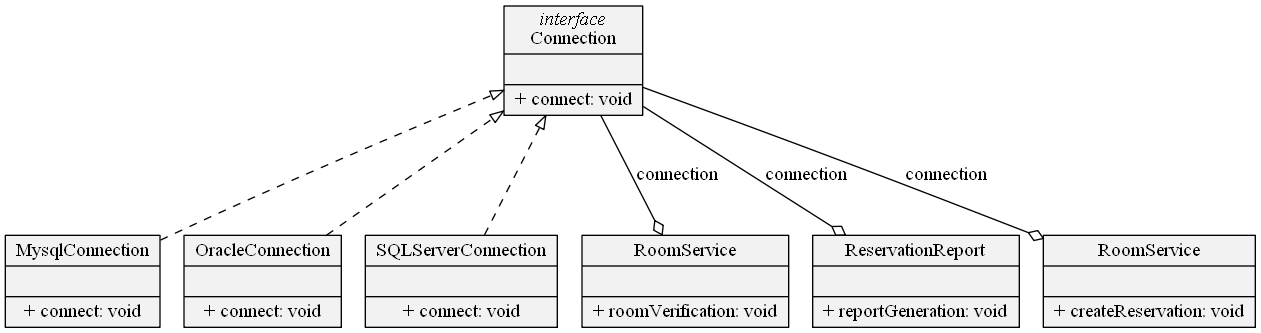 interface
Connection
+ connect: void
connection
connection
connection
MysqlConnection
+ connect: void
OracleConnection
+ connect: void
SQLServerConnection
+ connect: void
RoomService
+ roomVerification: void
ReservationReport
+ reportGeneration: void
RoomService
+ createReservation: void